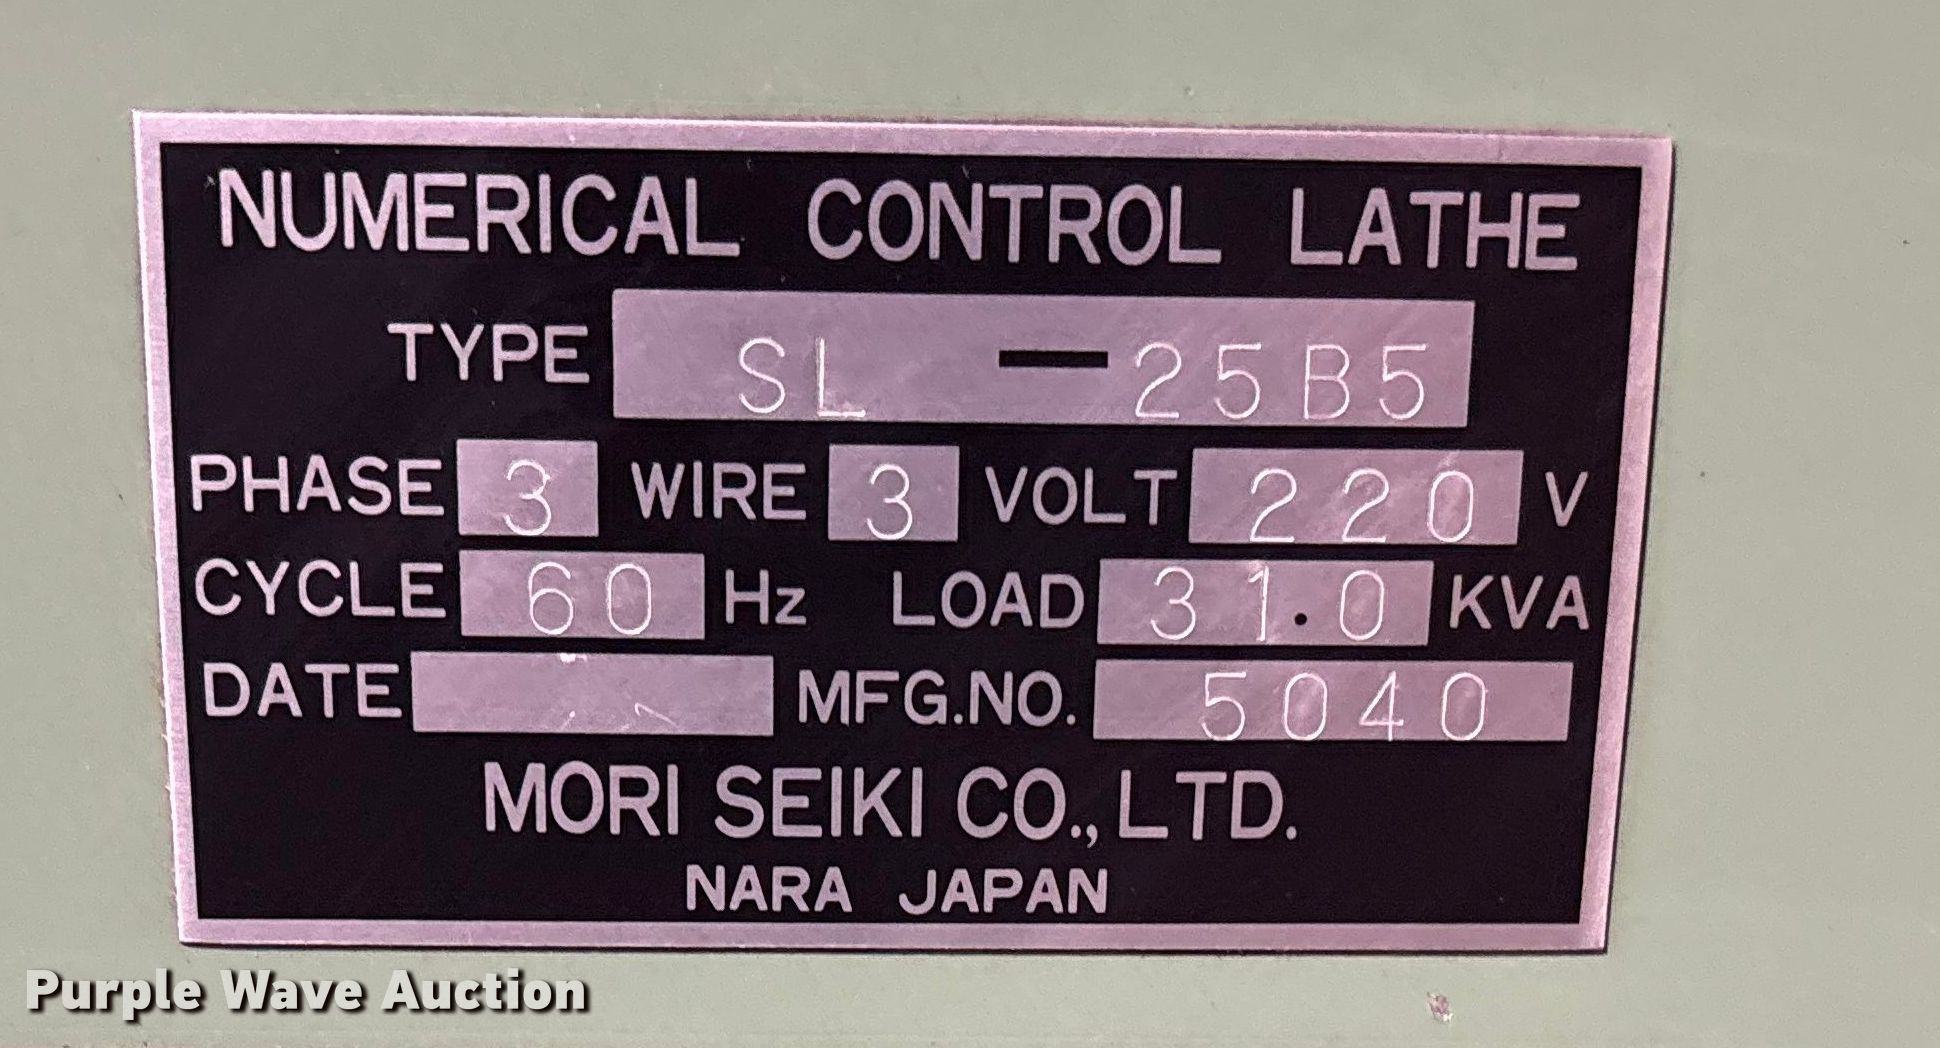 NUMERICAL CONTROL LATHE
TYPE SL - 25B5
PHASE 3 WIRE 3 VOLT 220 V
CYCLE 60 Hz LOAD 31.0 KVA
DATE MFG.NO. 5040
MORI SEIKI CO., LTD.
NARA JAPAN
Purple Wave Auction